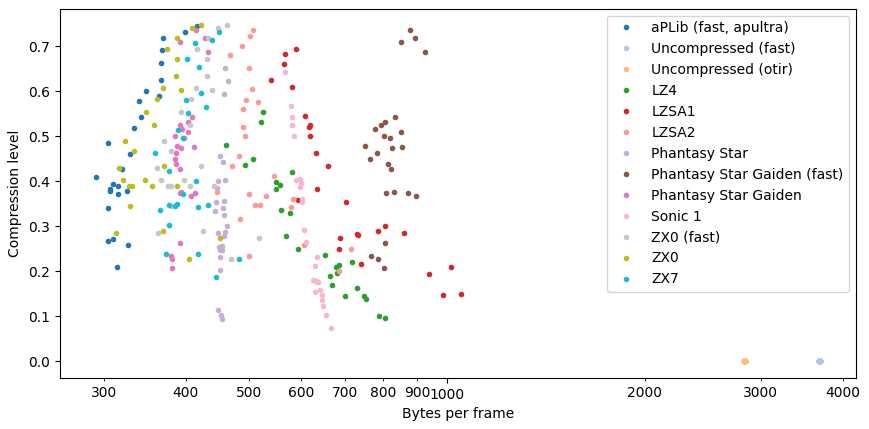 0.7
0.6
0.5
0.4
0.3
0.2
0.1
0.0
Compression level
300 400 500 600 700 800 900 1000 2000 3000 4000
Bytes per frame
aPLib (fast, apultra)
Uncompressed (fast)
Uncompressed (otir)
LZ4
LZSA1
LZSA2
Phantasy Star
Phantasy Star Gaiden (fast)
Phantasy Star Gaiden
Sonic 1
ZX0 (fast)
ZX0
ZX7